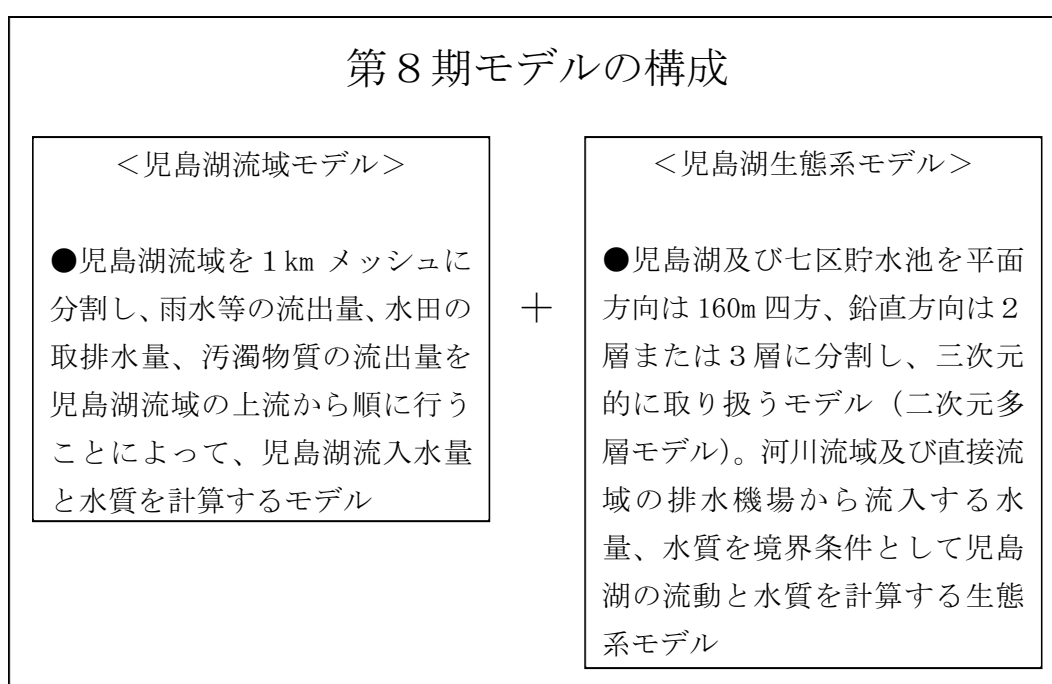 第８期モデルの構成
＜児島湖流域モデル＞
●児島湖流域を１km メッシュに
分割し、雨水等の流出量、水田の
取排水量、汚濁物質の流出量を
児島湖流域の上流から順に行う
ことによって、児島湖流入水量
と水質を計算するモデル
＋
＜児島湖生態系モデル＞
●児島湖及び七区貯水池を平面
方向は 160m 四方、鉛直方向は２
層または３層に分割し、三次元
的に取り扱うモデル（二次元多
層モデル）。河川流域及び直接流
域の排水機場から流入する水
量、水質を境界条件として児島
湖の流動と水質を計算する生態
系モデル